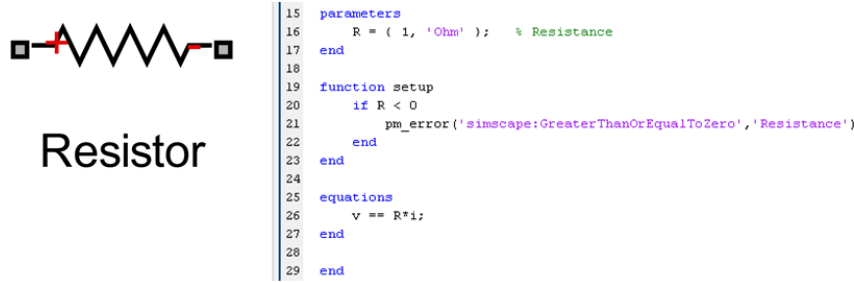 + -
Resistor
15 parameters
16 R = { 1, 'Ohm' }; % Resistance
17 end
18
19 function setup
20 if R < 0
21 pm_error('simscape:GreaterThanOrEqualToZero','Resistance')
22 end
23 end
24
25 equations
26 v == R*i;
27 end
28
29 end